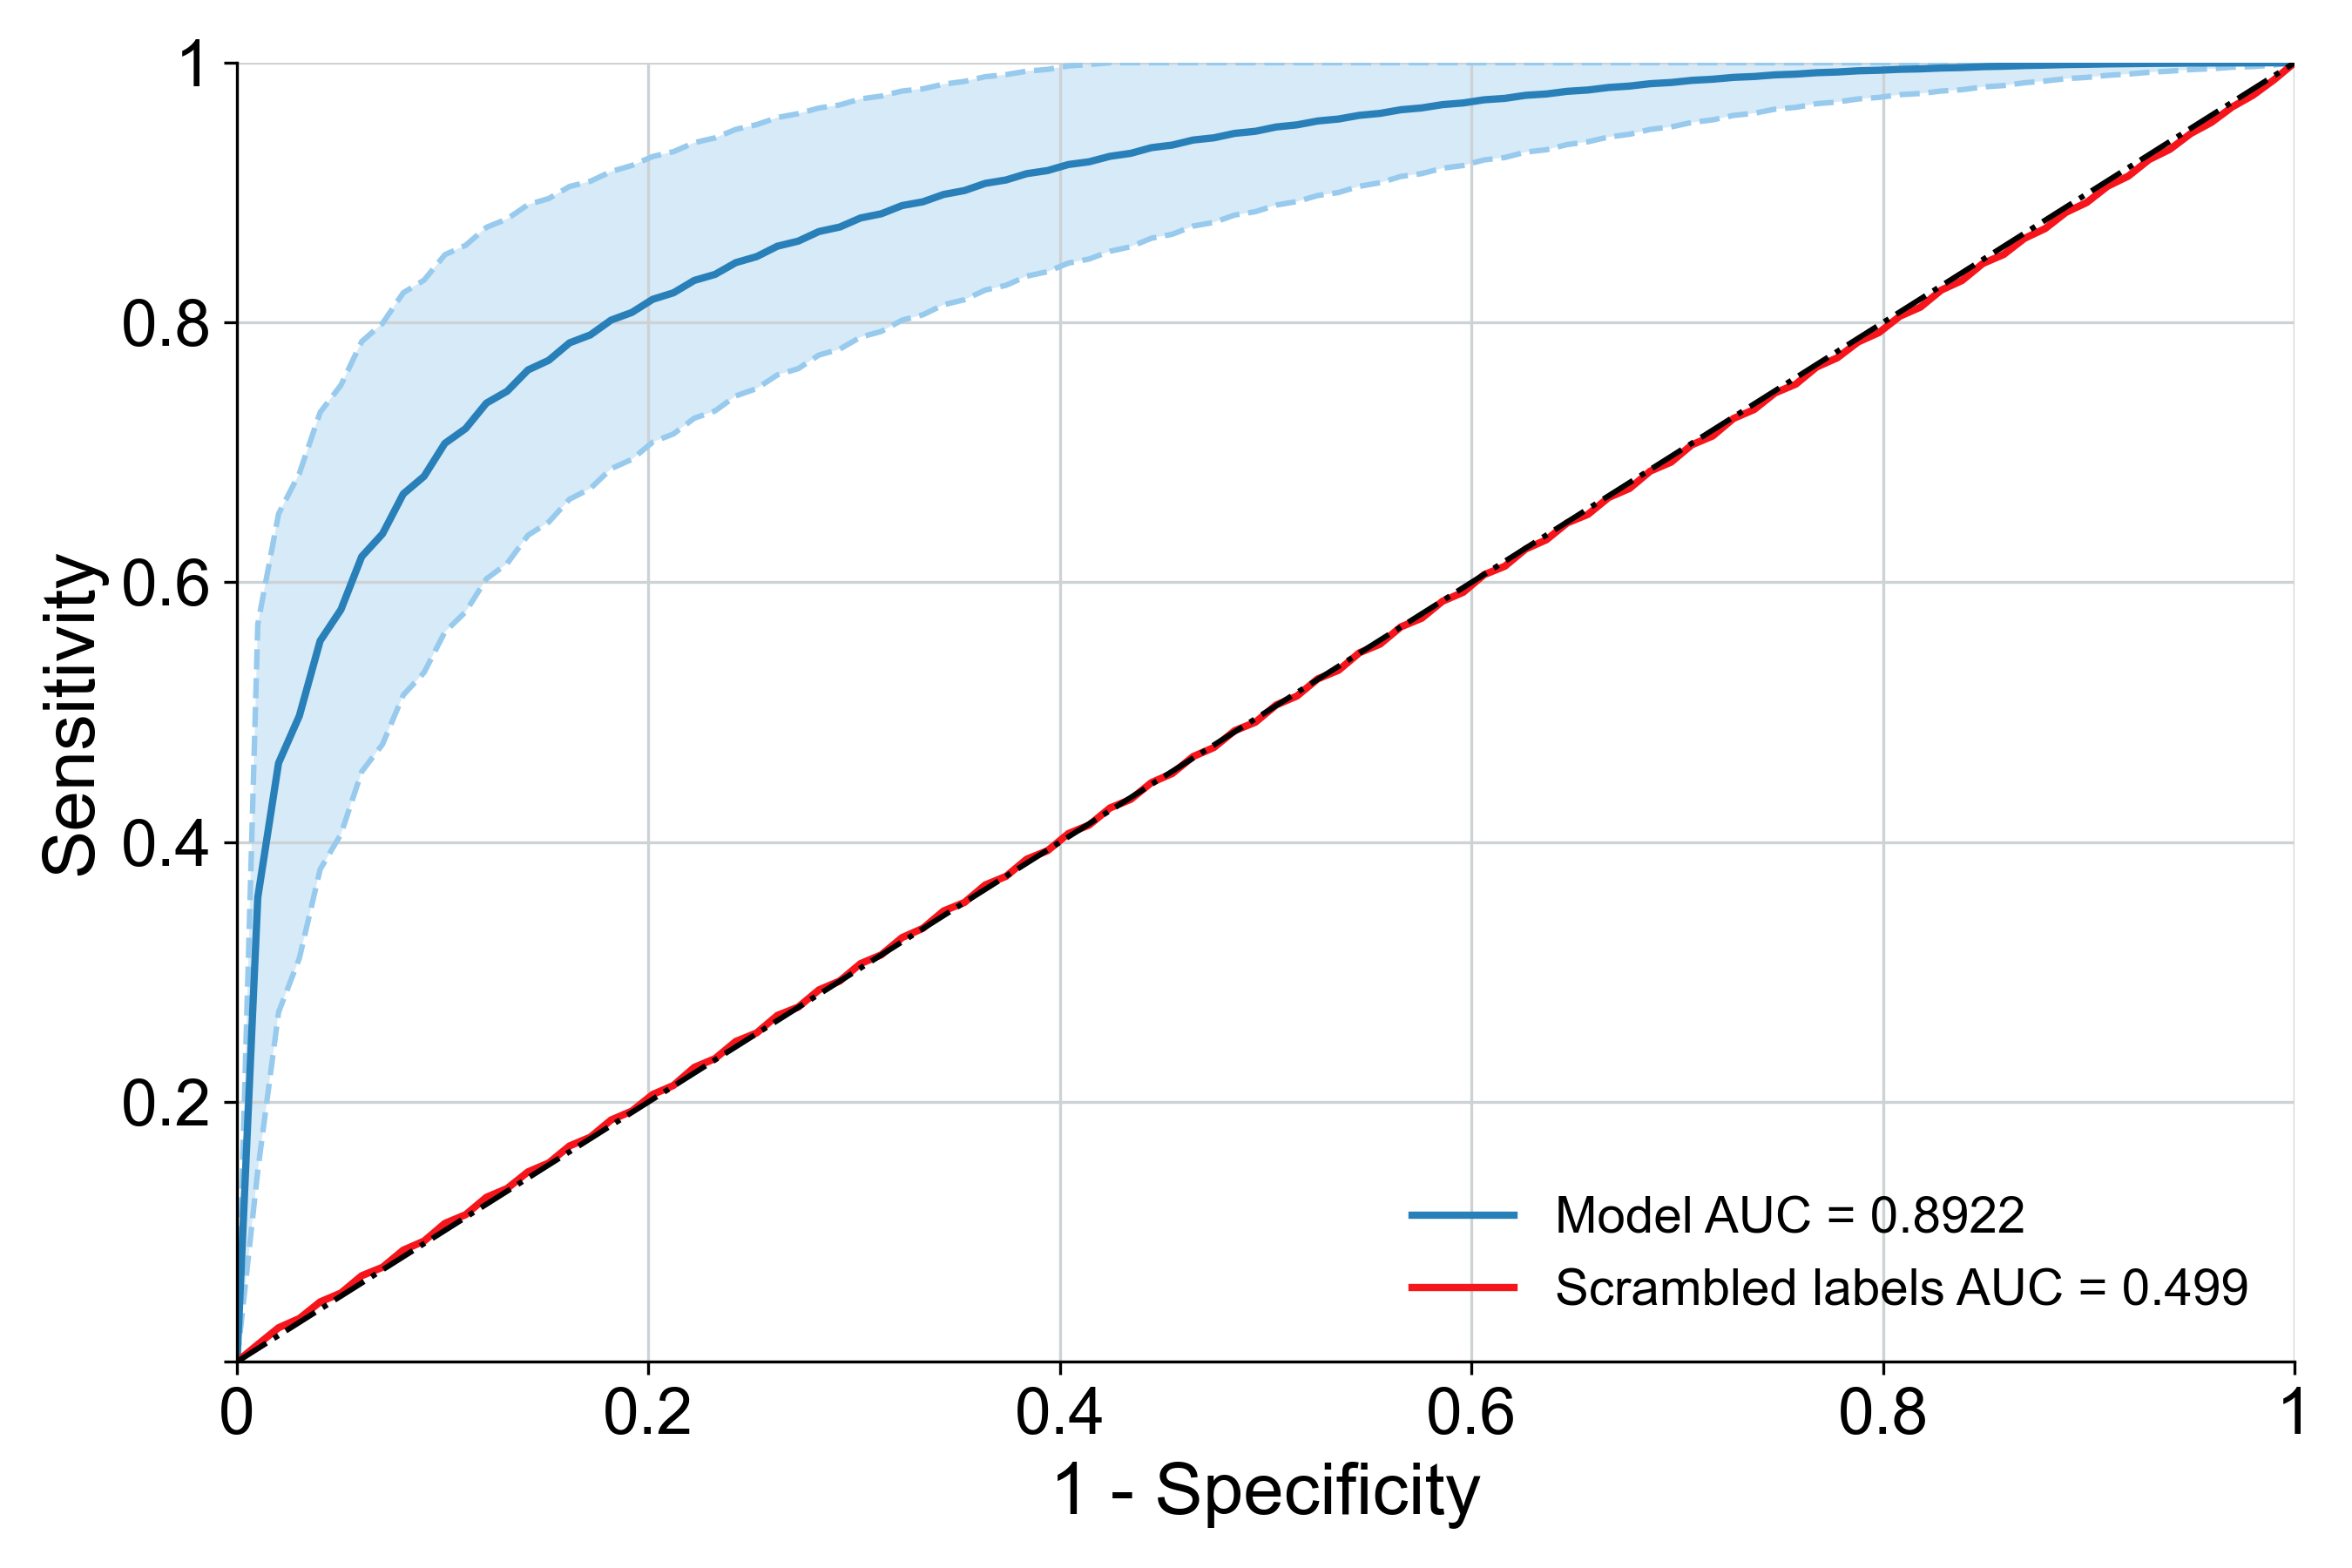 1
0.8
0.6
0.4
0.2
Sensitivity
Model AUC = 0.8922
Scrambled labels AUC = 0.499
0 0.2 0.4 0.6 0.8 1
1 - Specificity